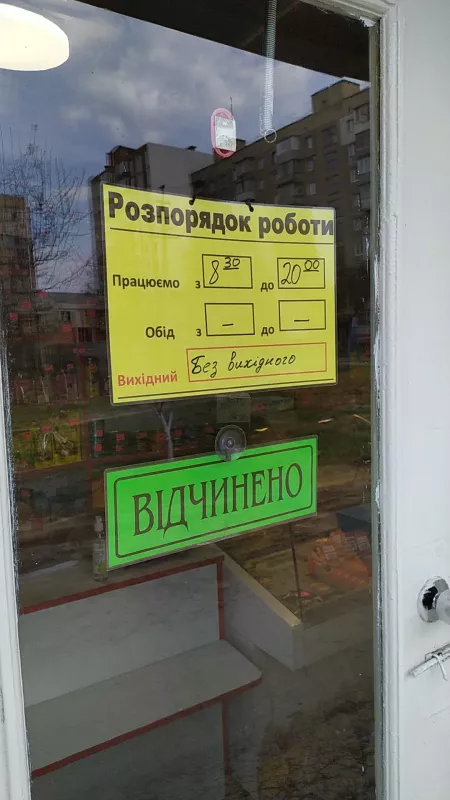 Розпорядок роботи
Працюємо з 8 30 до 20 00
Обід з – до –
Вихідний Без вихідного
ВІДЧИНЕНО